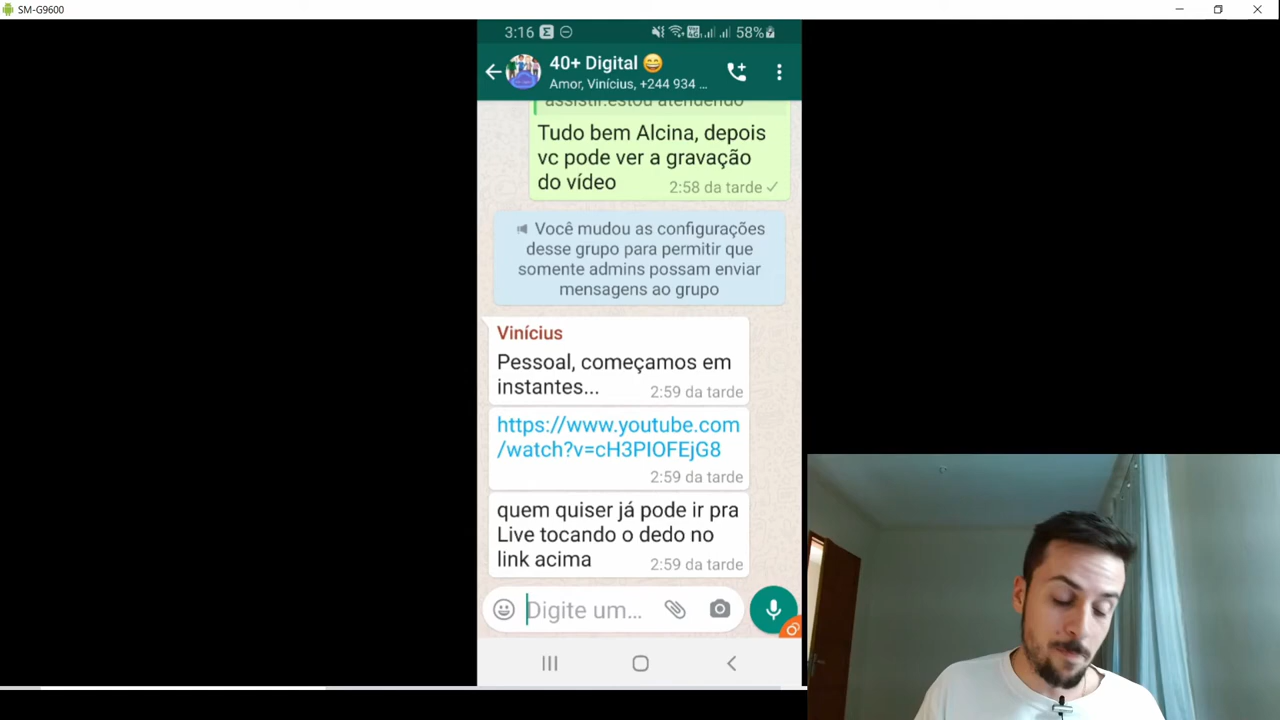 SM-G9600
3:16
58%
40+ Digital 😄
Amor, Vinícius, +244 934 ...
assistir.estou atendendo
Tudo bem Alcina, depois
vc pode ver a gravação
do vídeo
2:58 da tarde
Você mudou as configurações
desse grupo para permitir que
somente admins possam enviar
mensagens ao grupo
Vinícius
Pessoal, começamos em
instantes...
2:59 da tarde
https://www.youtube.com
/watch?v=cH3PIOFEjG8
2:59 da tarde
quem quiser já pode ir pra
Live tocando o dedo no
link acima
2:59 da tarde
Digite um...